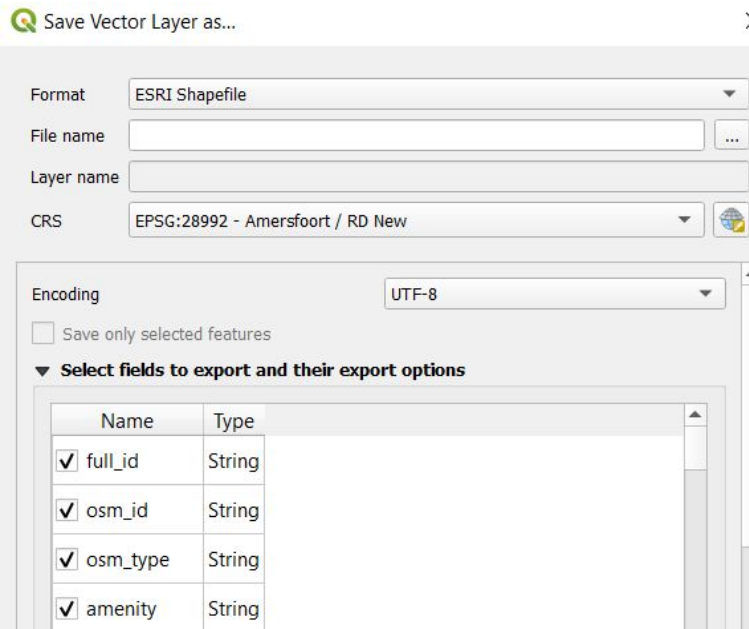 Save Vector Layer as...
Format ESRI Shapefile
File name ...
Layer name
CRS EPSG:28992 - Amersfoort / RD New
Encoding UTF-8
Save only selected features
Select fields to export and their export options
Name Type
full_id String
osm_id String
osm_type String
amenity String